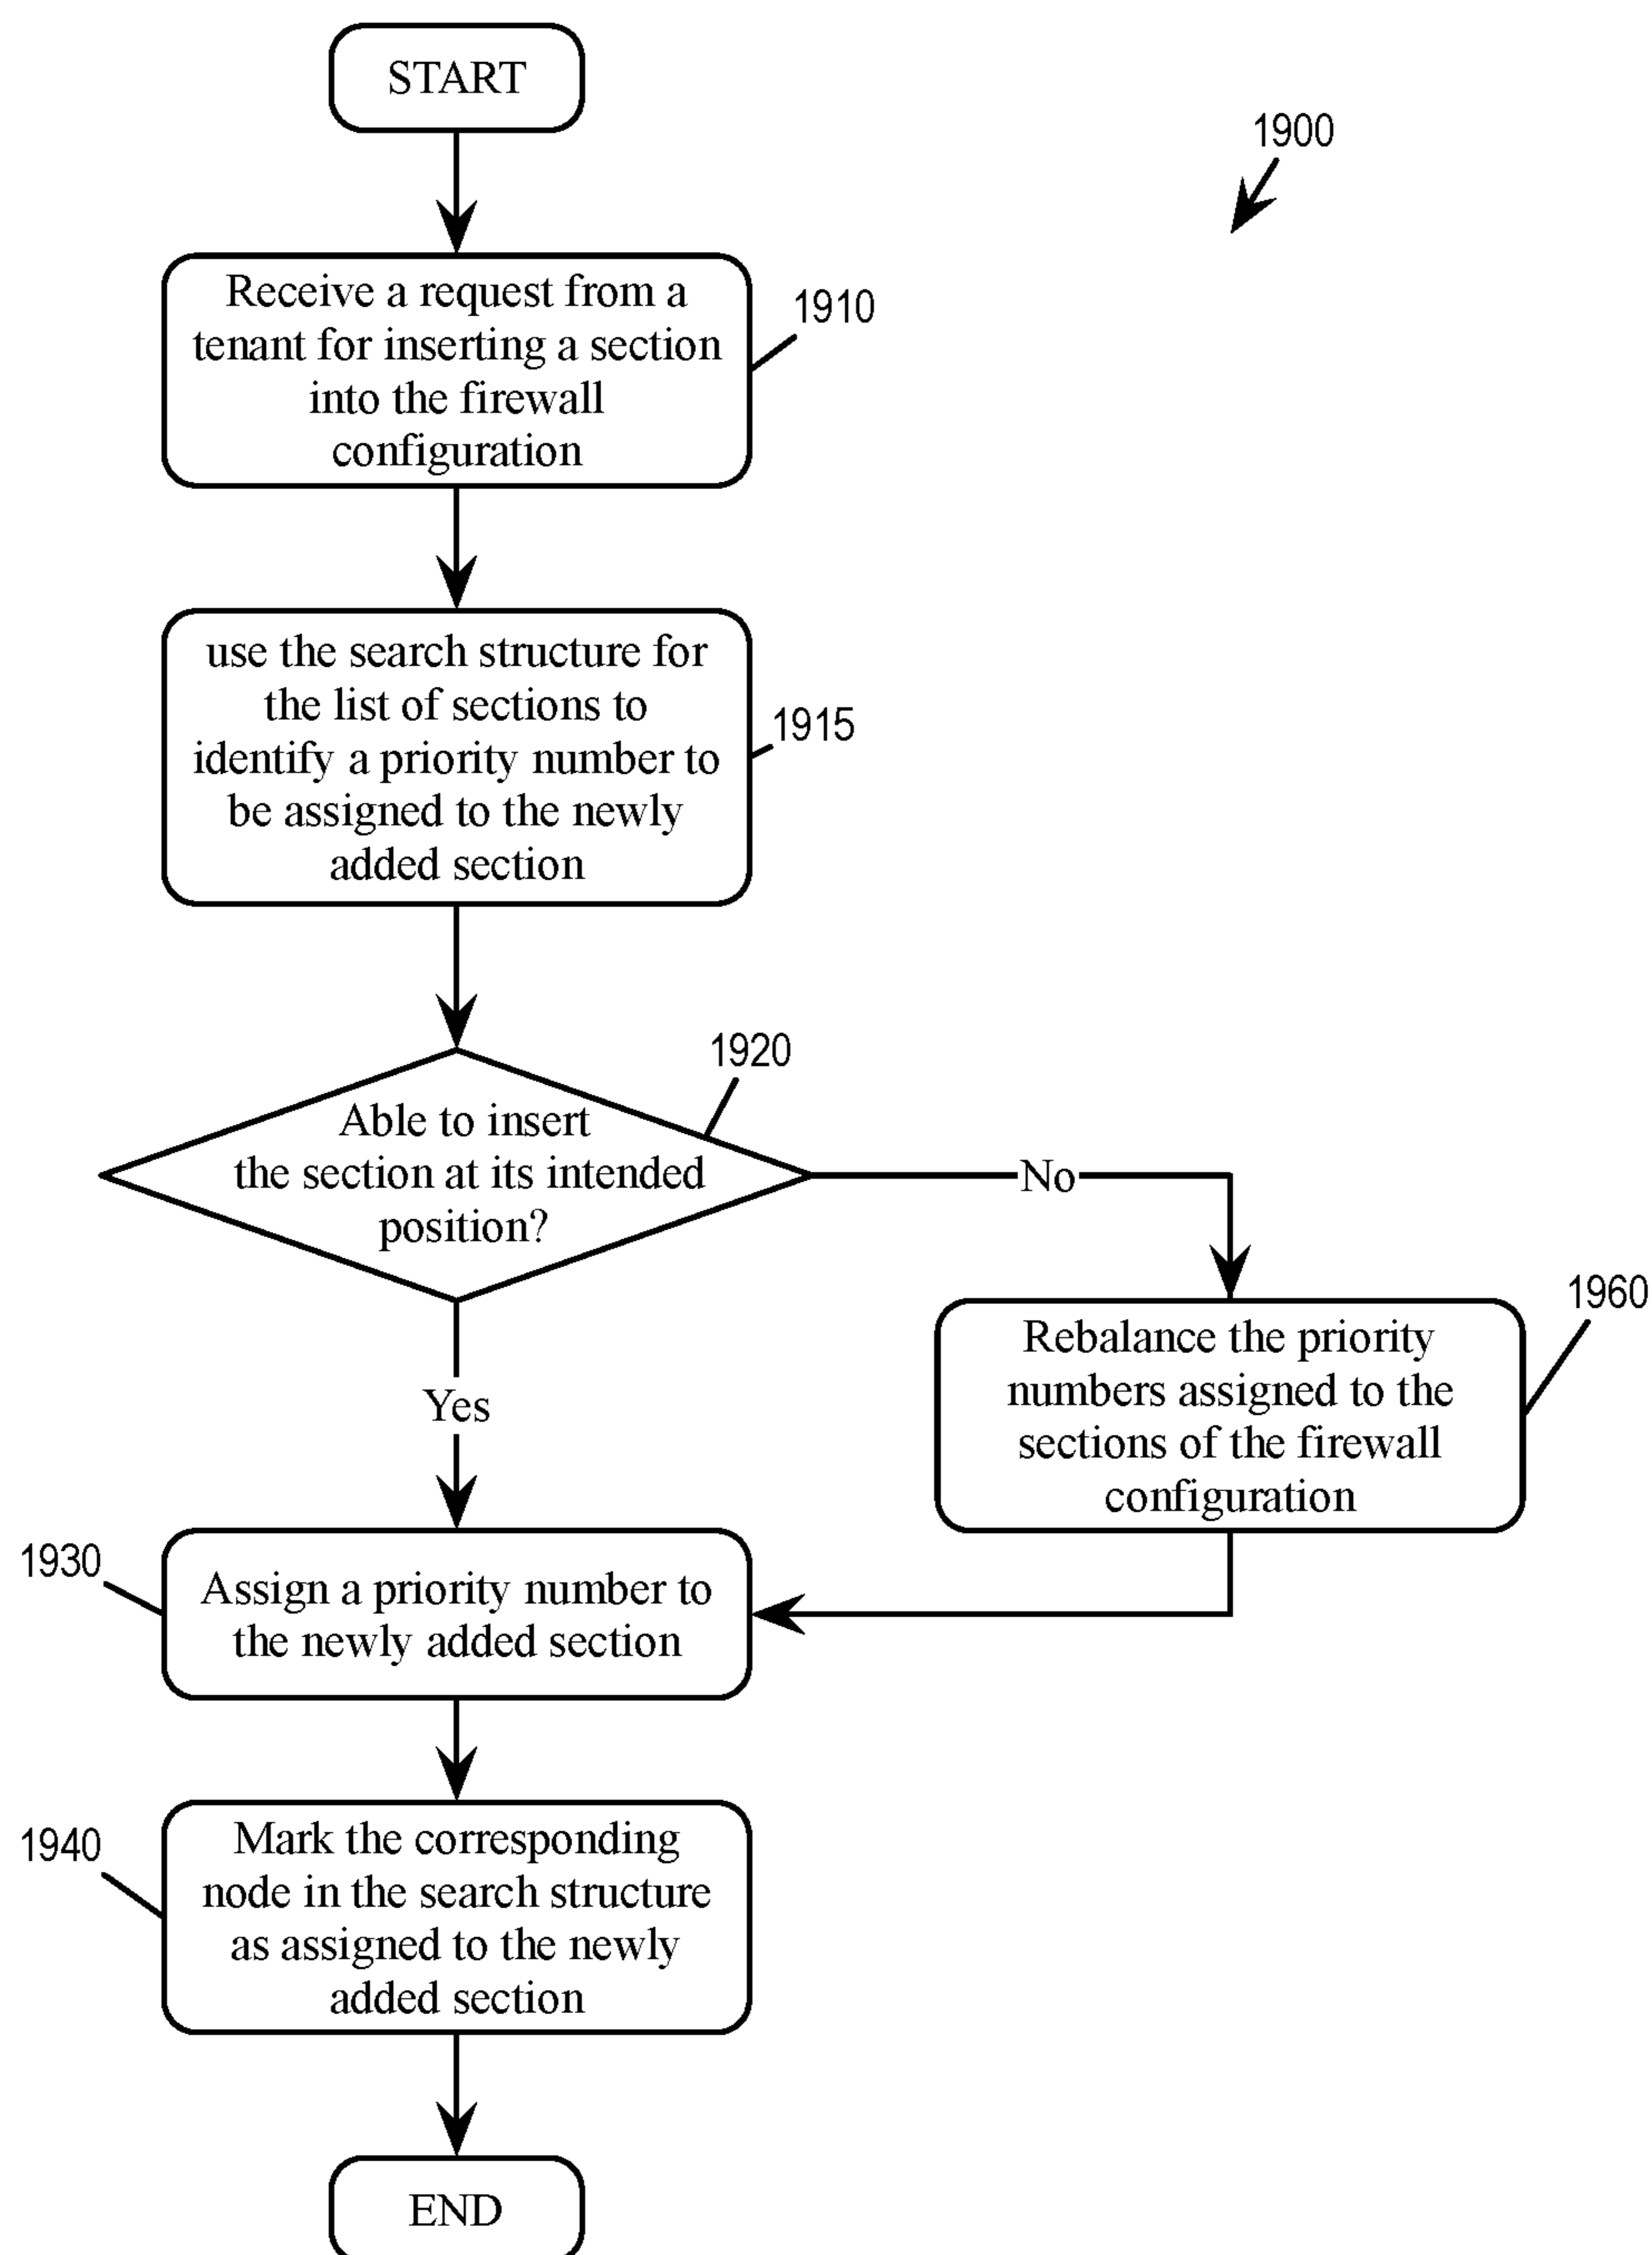 START
1900
Receive a request from a
tenant for inserting a section
into the firewall
configuration
1910
use the search structure for
the list of sections to
identify a priority number to
be assigned to the newly
added section
1915
1920
Able to insert
the section at its intended
position?
No
Yes
1960
Rebalance the priority
numbers assigned to the
sections of the firewall
configuration
1930
Assign a priority number to
the newly added section
1940
Mark the corresponding
node in the search structure
as assigned to the newly
added section
END